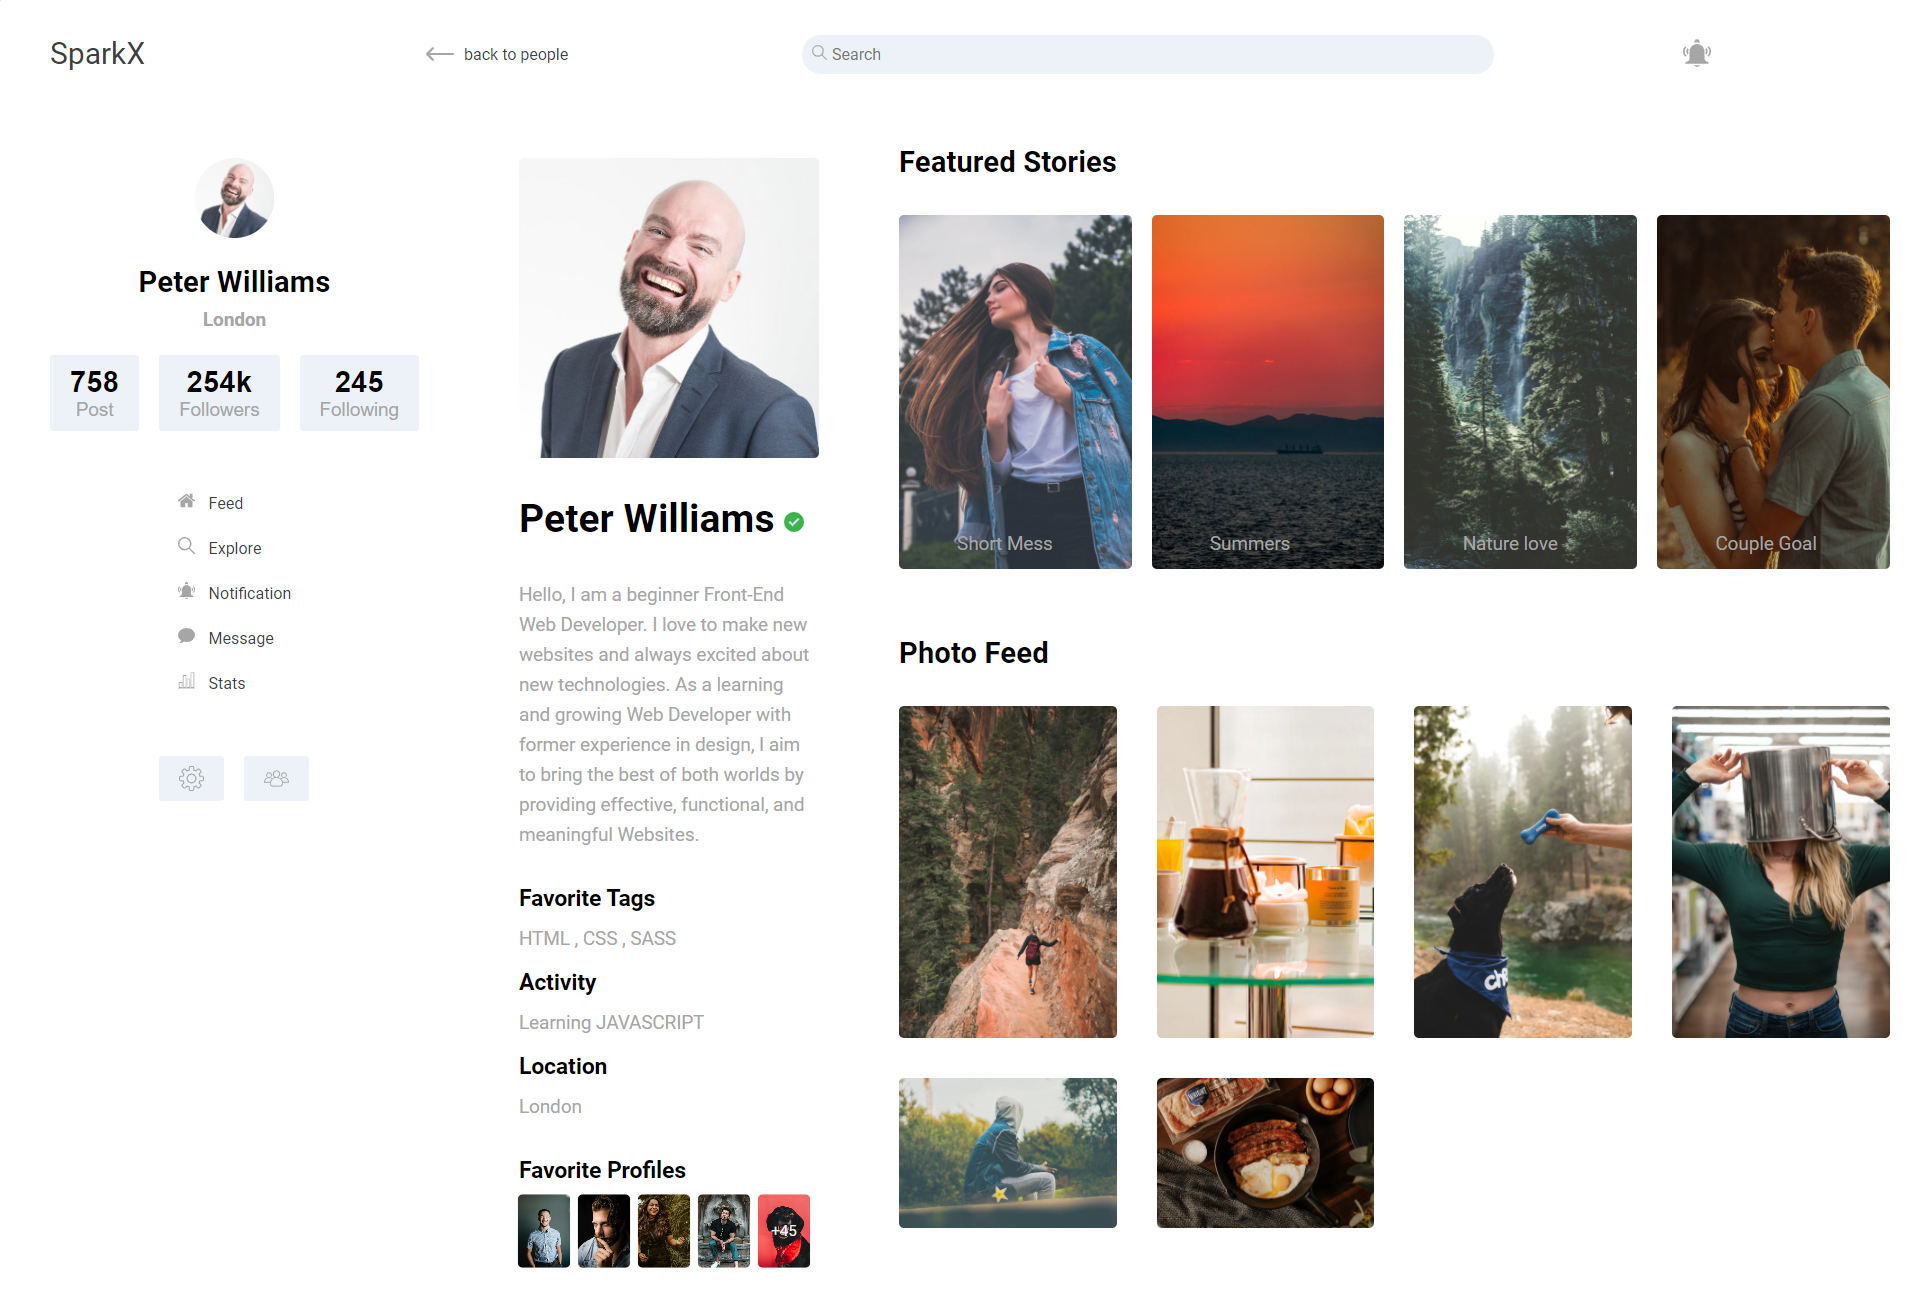 SparkX
back to people
Search
Peter Williams
London
758
Post
254k
Followers
245
Following
Feed
Explore
Notification
Message
Stats
Peter Williams
Hello, I am a beginner Front-End
Web Developer. I love to make new
websites and always excited about
new technologies. As a learning
and growing Web Developer with
former experience in design, I aim
to bring the best of both worlds by
providing effective, functional, and
meaningful Websites.
Favorite Tags
HTML , CSS , SASS
Activity
Learning JAVASCRIPT
Location
London
Favorite Profiles
+45
Featured Stories
Short Mess
Summers
Nature love
Couple Goal
Photo Feed